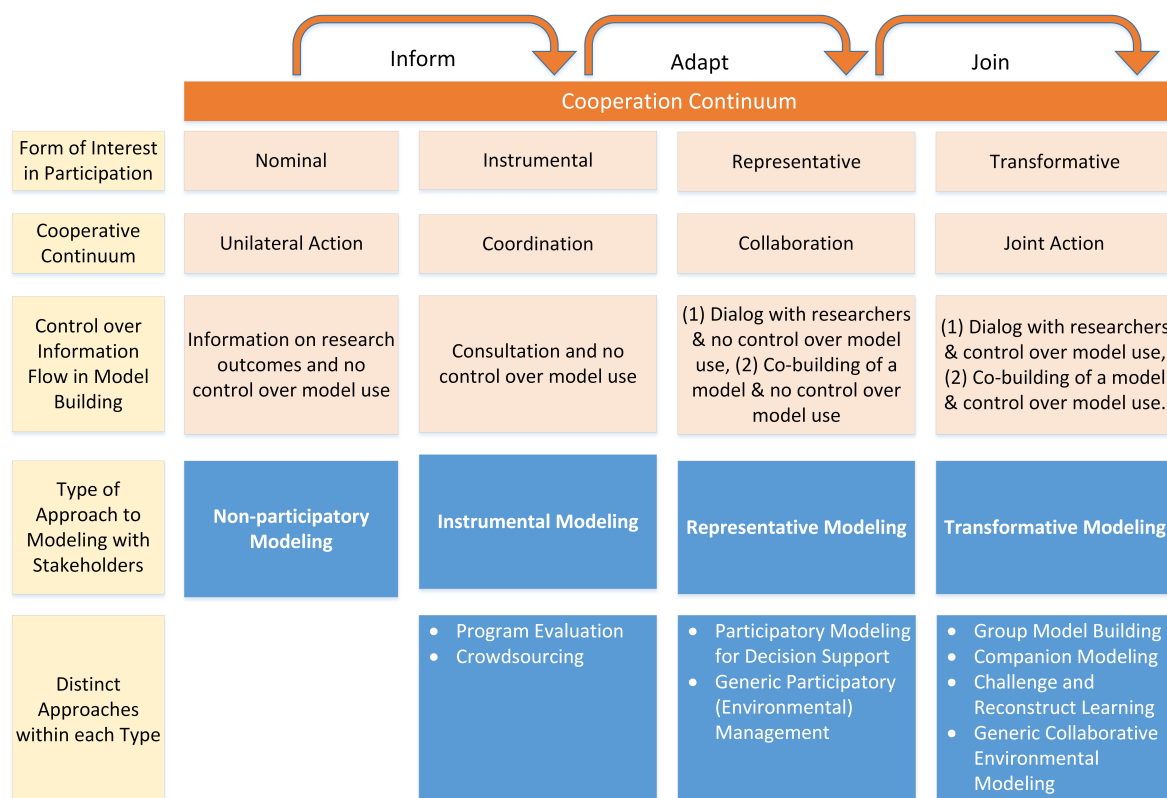 Inform
Adapt
Join
Cooperation Continuum
Form of Interest
in Participation
Nominal
Instrumental
Representative
Transformative
Cooperative
Continuum
Unilateral Action
Coordination
Collaboration
Joint Action
Control over
Information
Flow in Model
Building
Information on research
outcomes and no
control over model use
Consultation and no
control over model use
(1) Dialog with researchers
& no control over model
use, (2) Co-building of a
model & no control over
model use
(1) Dialog with researchers
& control over model use,
(2) Co-building of a model
& control over model use.
Type of
Approach to
Modeling with
Stakeholders
Non-participatory
Modeling
Instrumental Modeling
Representative Modeling
Transformative Modeling
Distinct
Approaches
within each Type
• Program Evaluation
• Crowdsourcing
• Participatory Modeling
for Decision Support
• Generic Participatory
(Environmental)
Management
• Group Model Building
• Companion Modeling
• Challenge and
Reconstruct Learning
• Generic Collaborative
Environmental
Modeling